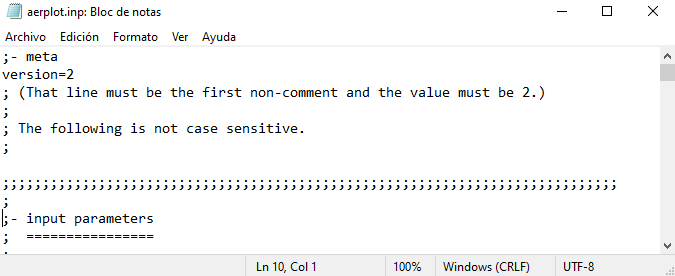 aerplot.inp: Bloc de notas
Archivo Edición Formato Ver Ayuda
;- meta
version=2
; (That line must be the first non-comment and the value must be 2.)
;
; The following is not case sensitive.
;
;;;;;;;;;;;;;;;;;;;;;;;;;;;;;;;;;;;;;;;;;;;;;;;;;;;;;;;;;;;;;;;;;;;;;;;;;;;;;
;
;- input parameters
; ================
Ln 10, Col 1 100% Windows (CRLF) UTF-8